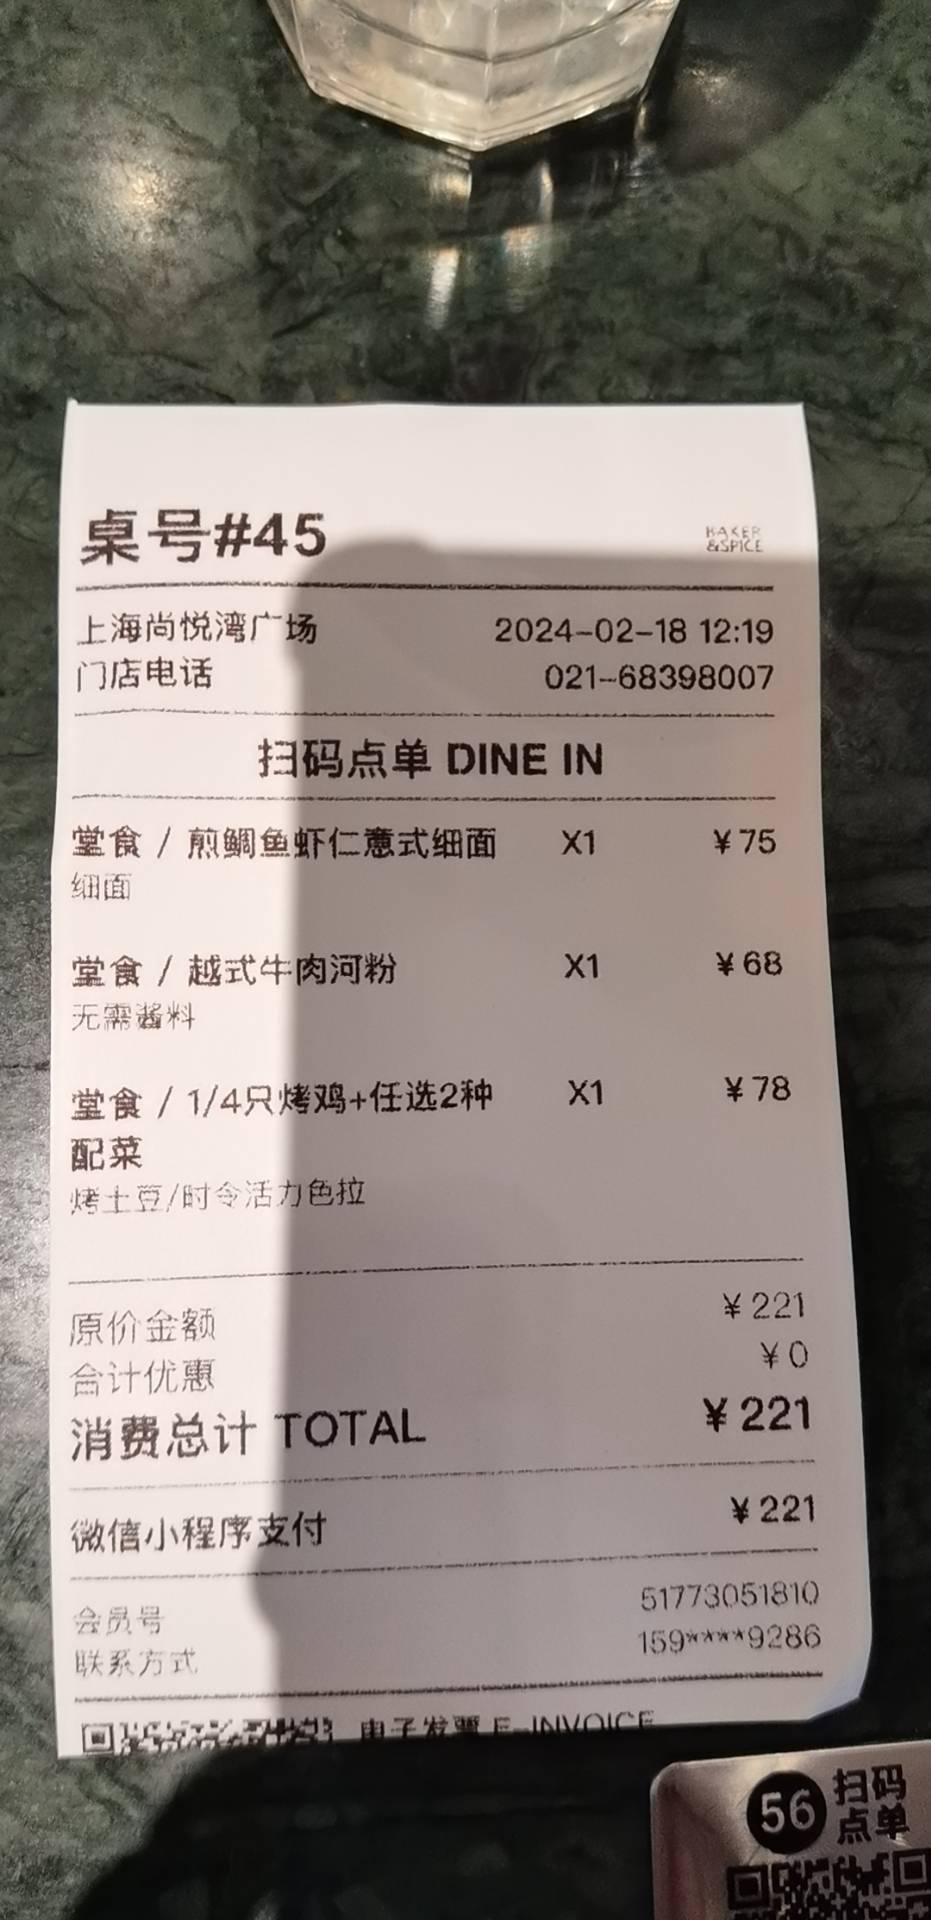 桌号#45
BAKER
&SPICE
上海尚悦湾广场 2024-02-18 12:19
门店电话 021-68398007
扫码点单 DINE IN
堂食 / 煎鲷鱼虾仁意式细面 X1 ¥75
细面
堂食 / 越式牛肉河粉 X1 ¥68
无需酱料
堂食 / 1/4只烤鸡+任选2种 X1 ¥78
配菜
烤土豆/时令活力色拉
原价金额 ¥221
合计优惠 ¥0
消费总计 TOTAL ¥221
微信小程序支付 ¥221
会员号 51773051810
联系方式 159****9286
电子发票 E-INVOICE
56 扫码
点单